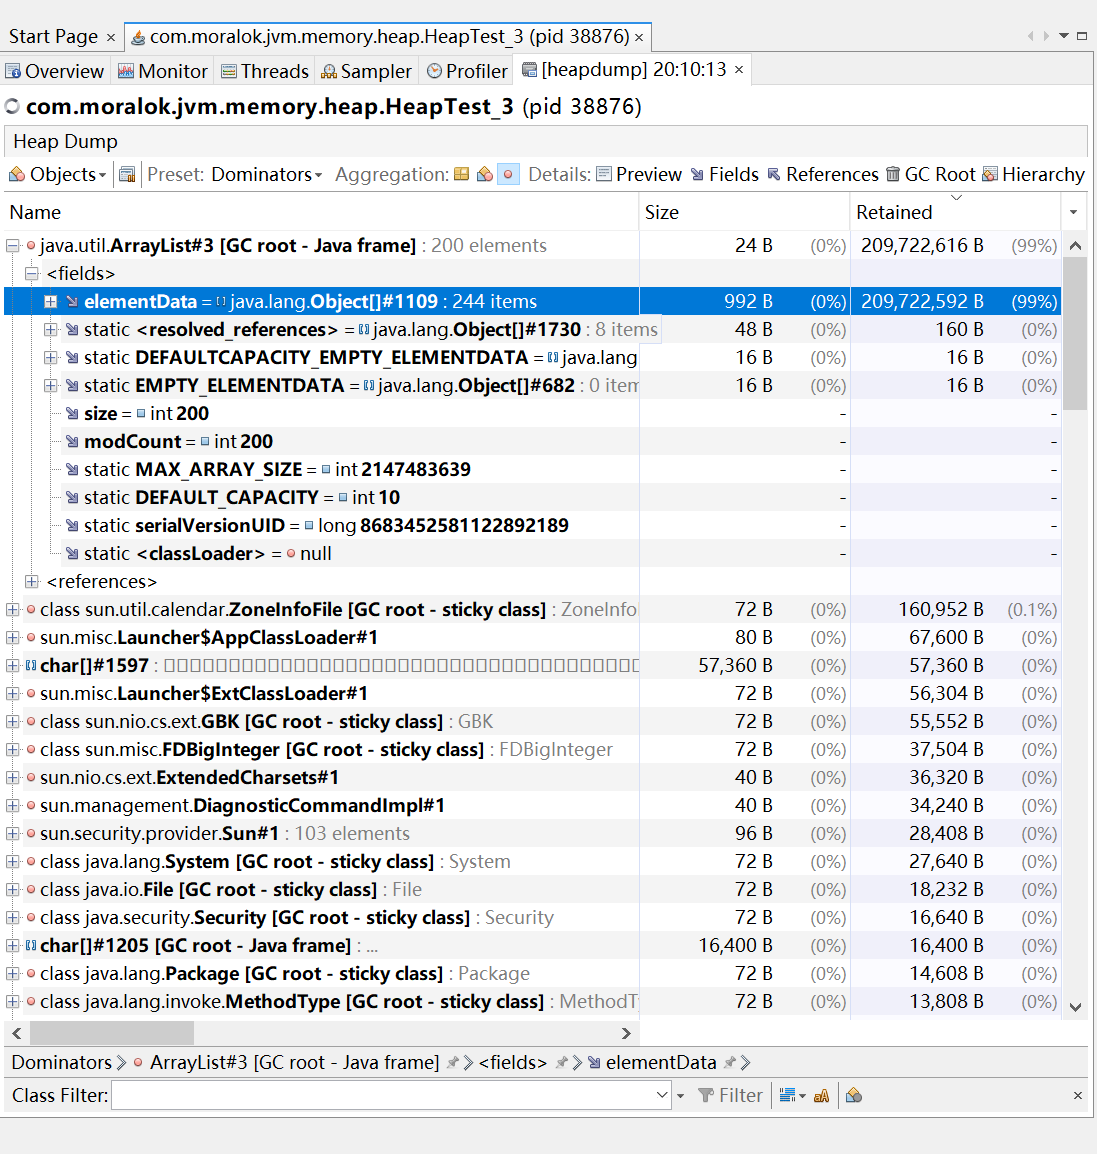 Start Page × com.moralok.jvm.memory.heap.HeapTest_3 (pid 38876) ×
Overview Monitor Threads Sampler Profiler [heapdump] 20:10:13 ×
com.moralok.jvm.memory.heap.HeapTest_3 (pid 38876)
Heap Dump
Objects Preset: Dominators Aggregation: Details: Preview Fields References GC Root Hierarchy
Name Size Retained
java.util.ArrayList#3 [GC root - Java frame] : 200 elements 24 B (0%) 209,722,616 B (99%)
<fields>
elementData = java.lang.Object[]#1109 : 244 items 992 B (0%) 209,722,592 B (99%)
static <resolved_references> = java.lang.Object[]#1730 : 8 items 48 B (0%) 160 B (0%)
static DEFAULTCAPACITY_EMPTY_ELEMENTDATA = java.lang 16 B (0%) 16 B (0%)
static EMPTY_ELEMENTDATA = java.lang.Object[]#682 : 0 item 16 B (0%) 16 B (0%)
size = int 200 - -
modCount = int 200 - -
static MAX_ARRAY_SIZE = int 2147483639 - -
static DEFAULT_CAPACITY = int 10 - -
static serialVersionUID = long 8683452581122892189 - -
static <classLoader> = null - -
<references>
class sun.util.calendar.ZoneInfoFile [GC root - sticky class] : ZoneInfo 72 B (0%) 160,952 B (0.1%)
sun.misc.Launcher$AppClassLoader#1 80 B (0%) 67,600 B (0%)
char[]#1597 : 57,360 B (0%) 57,360 B (0%)
sun.misc.Launcher$ExtClassLoader#1 72 B (0%) 56,304 B (0%)
class sun.nio.cs.ext.GBK [GC root - sticky class] : GBK 72 B (0%) 55,552 B (0%)
class sun.misc.FDBigInteger [GC root - sticky class] : FDBigInteger 72 B (0%) 37,504 B (0%)
sun.nio.cs.ext.ExtendedCharsets#1 40 B (0%) 36,320 B (0%)
sun.management.DiagnosticCommandImpl#1 40 B (0%) 34,240 B (0%)
sun.security.provider.Sun#1 : 103 elements 96 B (0%) 28,408 B (0%)
class java.lang.System [GC root - sticky class] : System 72 B (0%) 27,640 B (0%)
class java.io.File [GC root - sticky class] : File 72 B (0%) 18,232 B (0%)
class java.security.Security [GC root - sticky class] : Security 72 B (0%) 16,640 B (0%)
char[]#1205 [GC root - Java frame] : ... 16,400 B (0%) 16,400 B (0%)
class java.lang.Package [GC root - sticky class] : Package 72 B (0%) 14,608 B (0%)
class java.lang.invoke.MethodType [GC root - sticky class] : MethodT 72 B (0%) 13,808 B (0%)
Dominators ArrayList#3 [GC root - Java frame] <fields> elementData
Class Filter: Filter aA ×